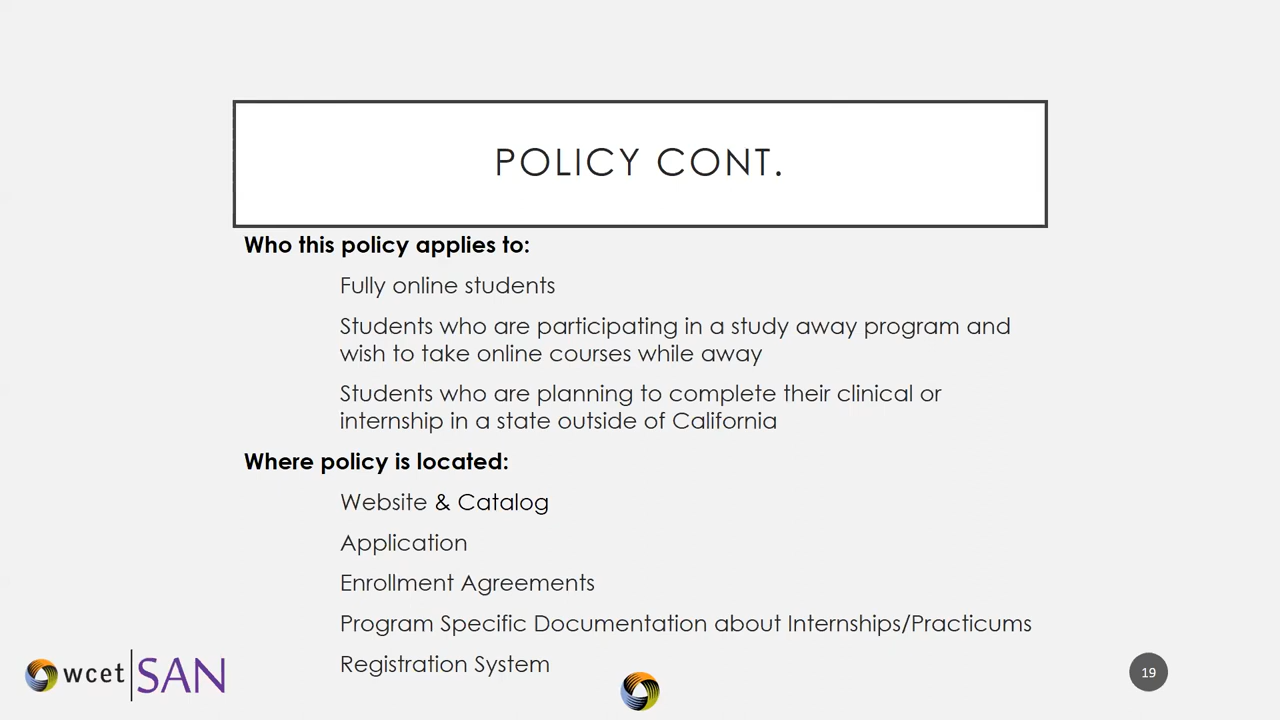 POLICY CONT.
Who this policy applies to:
Fully online students
Students who are participating in a study away program and
wish to take online courses while away
Students who are planning to complete their clinical or
internship in a state outside of California
Where policy is located:
Website & Catalog
Application
Enrollment Agreements
Program Specific Documentation about Internships/Practicums
Registration System
wcet SAN
19